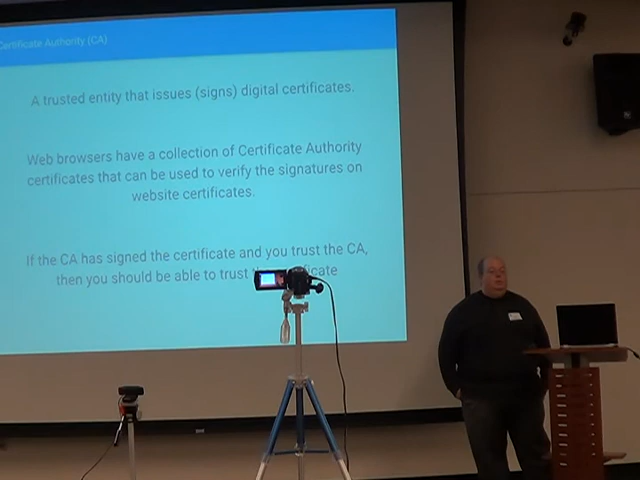 Certificate Authority (CA)
A trusted entity that issues (signs) digital certificates.
Web browsers have a collection of Certificate Authority
certificates that can be used to verify the signatures on
website certificates.
If the CA has signed the certificate and you trust the CA,
then you should be able to trust